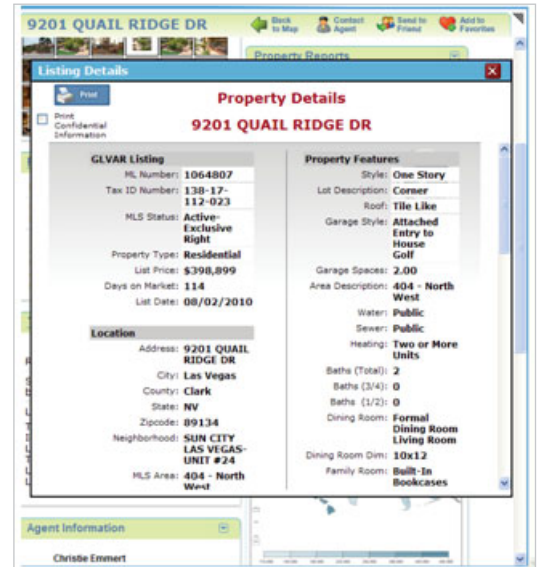 9201 QUAIL RIDGE DR
Back to Map
Contact Agent
Send to Friend
Add to Favorites
Property Reports
Listing Details
Print
Property Details
Print Confidential Information
9201 QUAIL RIDGE DR
GLVAR Listing
ML Number: 1064807
Tax ID Number: 138-17-
112-023
MLS Status: Active-
Exclusive
Right
Property Type: Residential
List Price: $398,899
Days on Market: 114
List Date: 08/02/2010
Location
Address: 9201 QUAIL
RIDGE DR
City: Las Vegas
County: Clark
State: NV
Zipcode: 89134
Neighborhood: SUN CITY
LAS VEGAS-
UNIT #24
MLS Area: 404 - North
West
Property Features
Style: One Story
Lot Description: Corner
Roof: Tile Like
Garage Style: Attached
Entry to
House
Golf
Garage Spaces: 2.00
Area Description: 404 - North
West
Water: Public
Sewer: Public
Heating: Two or More
Units
Baths (Total): 2
Baths (3/4): 0
Baths (1/2): 0
Dining Room: Formal
Dining Room
Living Room
Dining Room Dim: 10x12
Family Room: Built-In
Bookcases
Agent Information
Christie Emmert